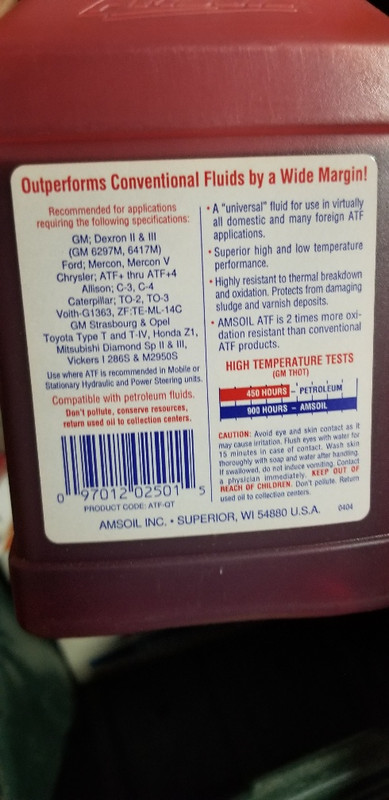 Outperforms Conventional Fluids by a Wide Margin!
Recommended for applications
requiring the following specifications:
GM; Dexron II & III
(GM 6297M, 6417M)
Ford; Mercon, Mercon V
Chrysler; ATF+ thru ATF+4
Allison; C-3, C-4
Caterpillar; TO-2, TO-3
Voith-G1363, ZF:TE-ML-14C
GM Strasbourg & Opel
Toyota Type T and T-IV, Honda Z1,
Mitsubishi Diamond Sp II & III,
Vickers I 286S & M2950S
Use where ATF is recommended in Mobile or
Stationary Hydraulic and Power Steering units.
Compatible with petroleum fluids.
Don't pollute, conserve resources,
return used oil to collection centers.
0 97012 02501 5
PRODUCT CODE: ATF-QT
• A "universal" fluid for use in virtually
all domestic and many foreign ATF
applications.
• Superior high and low temperature
performance.
• Highly resistant to thermal breakdown
and oxidation. Protects from damaging
sludge and varnish deposits.
• AMSOIL ATF is 2 times more oxi-
dation resistant than conventional
ATF products.
HIGH TEMPERATURE TESTS
(GM THOT)
450 HOURS - PETROLEUM
900 HOURS - AMSOIL
CAUTION: Avoid eye and skin contact as it
may cause irritation. Flush eyes with water for
15 minutes in case of contact. Wash skin
thoroughly with soap and water after handling.
If swallowed, do not induce vomiting. Contact
a physician immediately. KEEP OUT OF
REACH OF CHILDREN. Don't pollute. Return
used oil to collection centers.
AMSOIL INC. • SUPERIOR, WI 54880 U.S.A.
0404